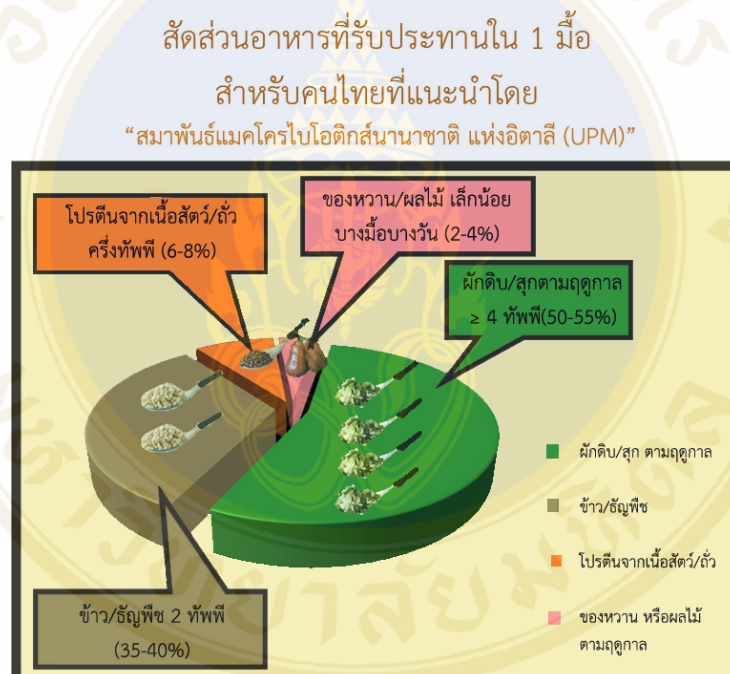 สัดส่วนอาหารที่รับประทานใน 1 มื้อ
สำหรับคนไทยที่แนะนำโดย
“สมาพันธ์แมคโครไบโอติกส์นานาชาติ แห่งอิตาลี (UPM)”
โปรตีนจากเนื้อสัตว์/ถั่ว
ครึ่งทัพพี (6-8%)
ของหวาน/ผลไม้ เล็กน้อย
บางมื้อบางวัน (2-4%)
ผักดิบ/สุกตามฤดูกาล
≥ 4 ทัพพี(50-55%)
ข้าว/ธัญพืช 2 ทัพพี
(35-40%)
ผักดิบ/สุก ตามฤดูกาล
ข้าว/ธัญพืช
โปรตีนจากเนื้อสัตว์/ถั่ว
ของหวาน หรือผลไม้
ตามฤดูกาล